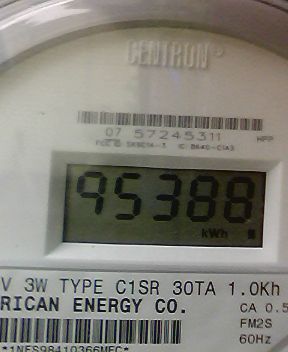 CENTRON®
07 57245311
HPP
95388
kWh
V 3W TYPE C1SR 30TA 1.0Kh
RICAN ENERGY CO.
CA 0.5
FM2S
60Hz